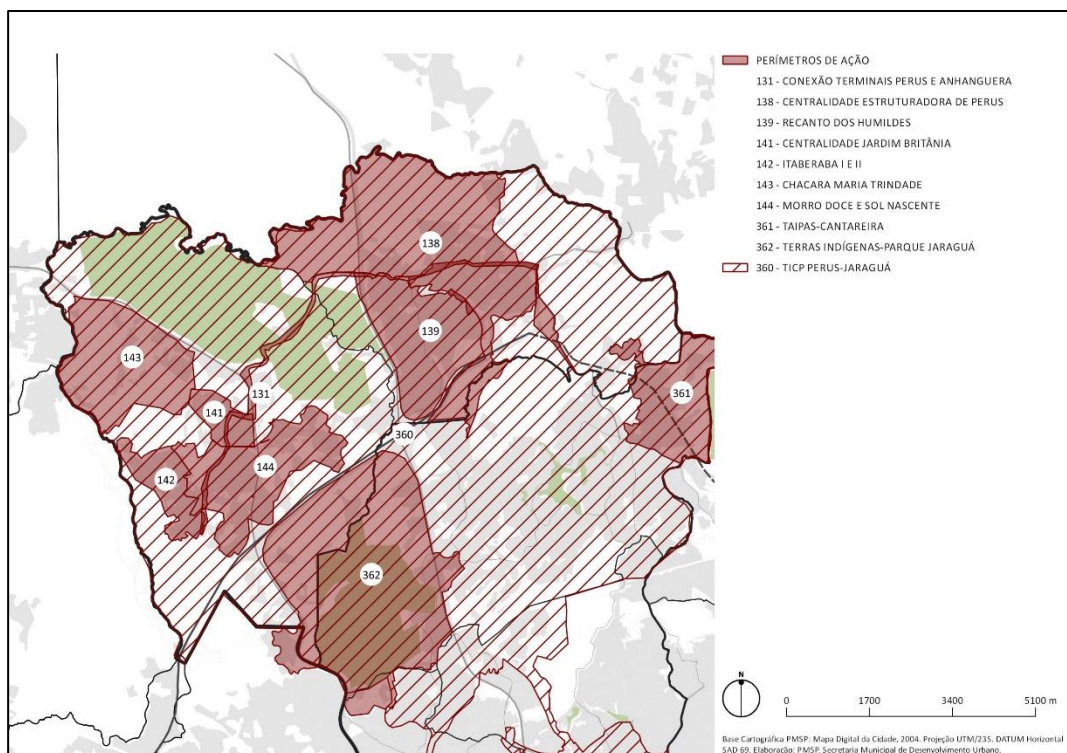 PERÍMETROS DE AÇÃO
131 - CONEXÃO TERMINAIS PERUS E ANHANGUERA
138 - CENTRALIDADE ESTRUTURADORA DE PERUS
139 - RECANTO DOS HUMILDES
141 - CENTRALIDADE JARDIM BRITÂNIA
142 - ITABERABA I E II
143 - CHACARA MARIA TRINDADE
144 - MORRO DOCE E SOL NASCENTE
361 - TAIPAS-CANTAREIRA
362 - TERRAS INDÍGENAS-PARQUE JARAGUÁ
360 - TICP PERUS-JARAGUÁ
138
139
143
131
361
141
360
144
142
362
N
0 1700 3400 5100 m
Base Cartográfica PMSP: Mapa Digital da Cidade, 2004. Projeção UTM/23S. DATUM Horizontal
SAD 69. Elaboração: PMSP. Secretaria Municipal de Desenvolvimento Urbano